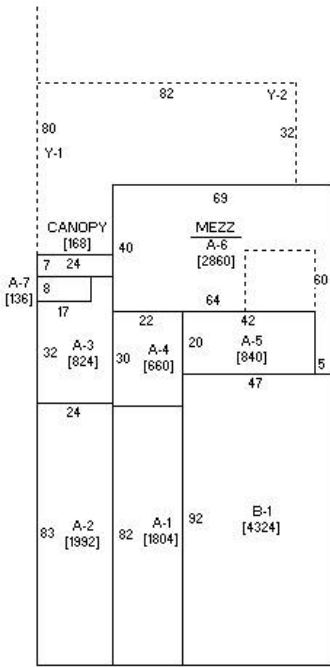 82
Y-2
80
32
Y-1
69
CANOPY
[168]
MEZZ
A-6
[2860]
40
7
24
A-7
[136]
8
60
17
64
22
42
32
A-3
[824]
30
A-4
[660]
20
A-5
[840]
5
24
47
83
A-2
[1992]
82
A-1
[1804]
92
B-1
[4324]